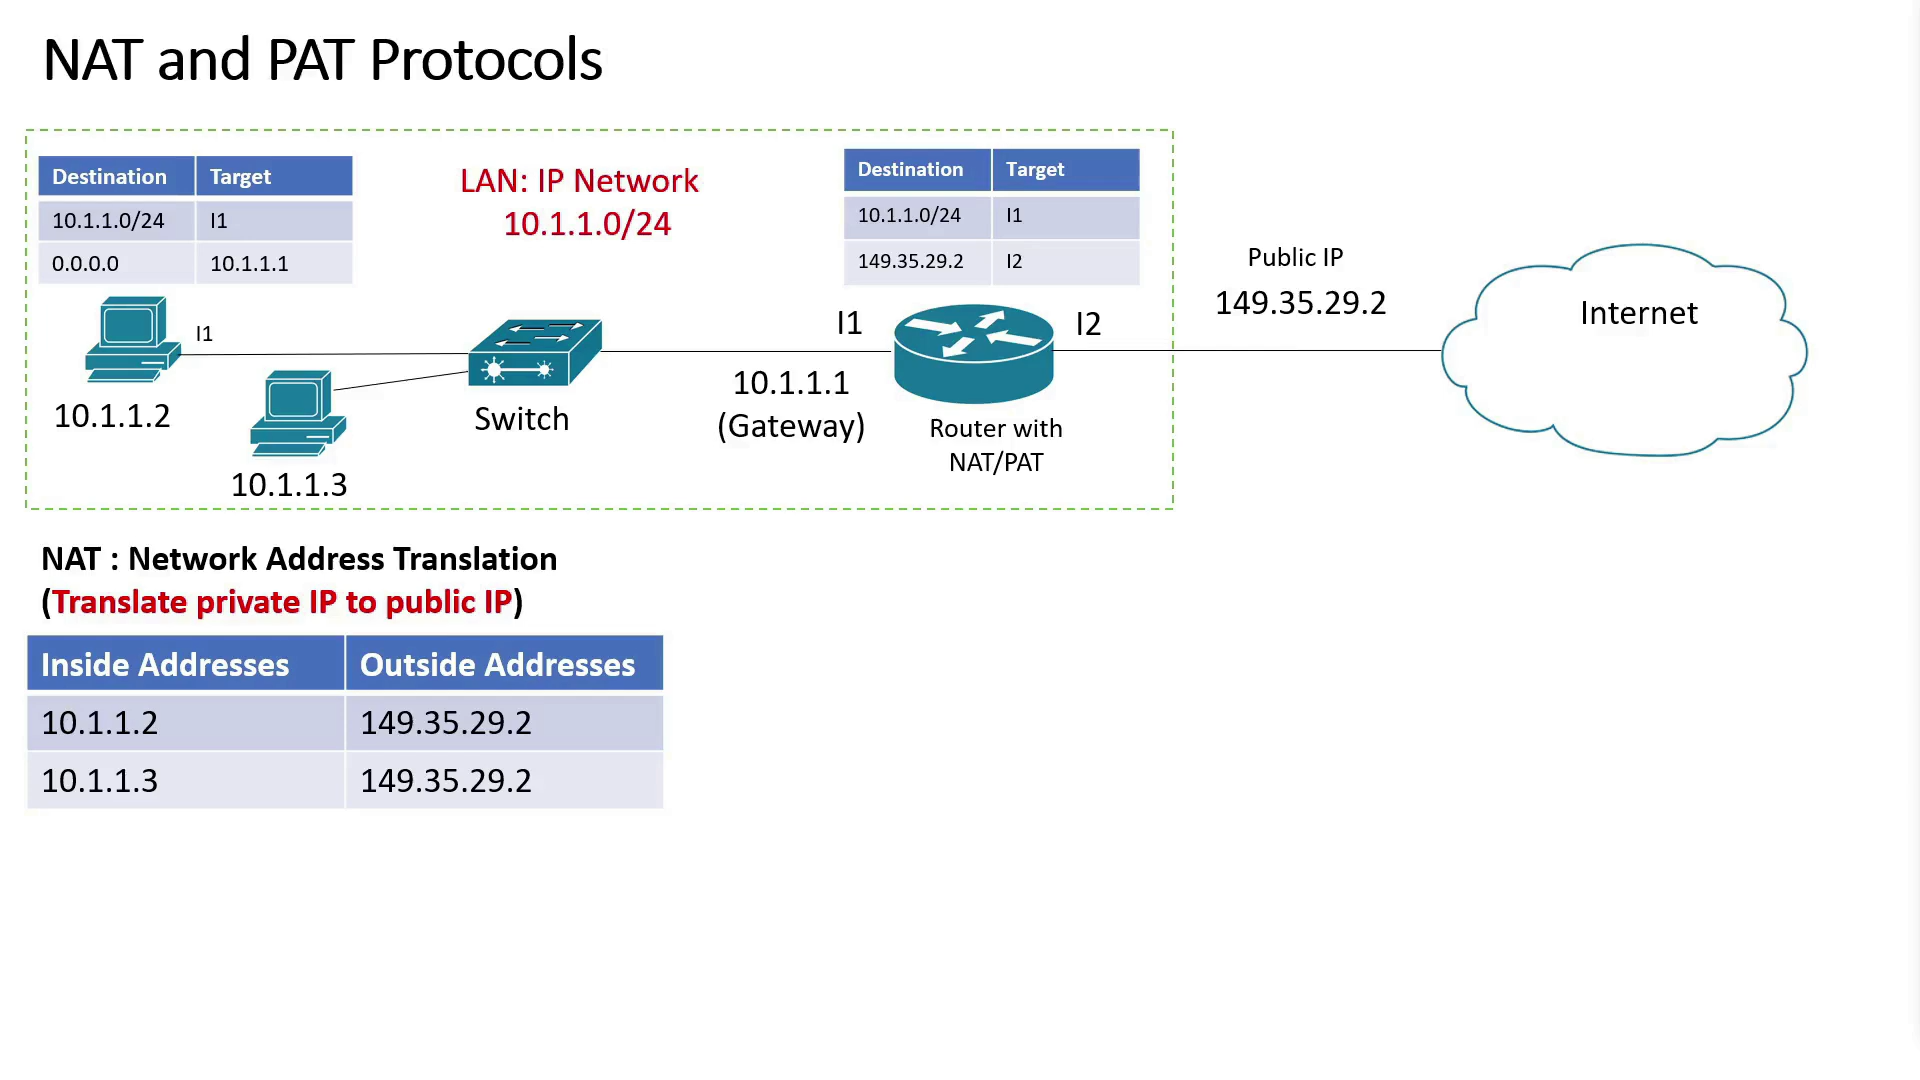 NAT and PAT Protocols
Destination Target
10.1.1.0/24 I1
0.0.0.0 10.1.1.1
LAN: IP Network
10.1.1.0/24
Destination Target
10.1.1.0/24 I1
149.35.29.2 I2
Public IP
149.35.29.2
Internet
I1
I1
I2
10.1.1.2
10.1.1.3
Switch
10.1.1.1
(Gateway)
Router with
NAT/PAT
NAT : Network Address Translation
(Translate private IP to public IP)
Inside Addresses Outside Addresses
10.1.1.2 149.35.29.2
10.1.1.3 149.35.29.2